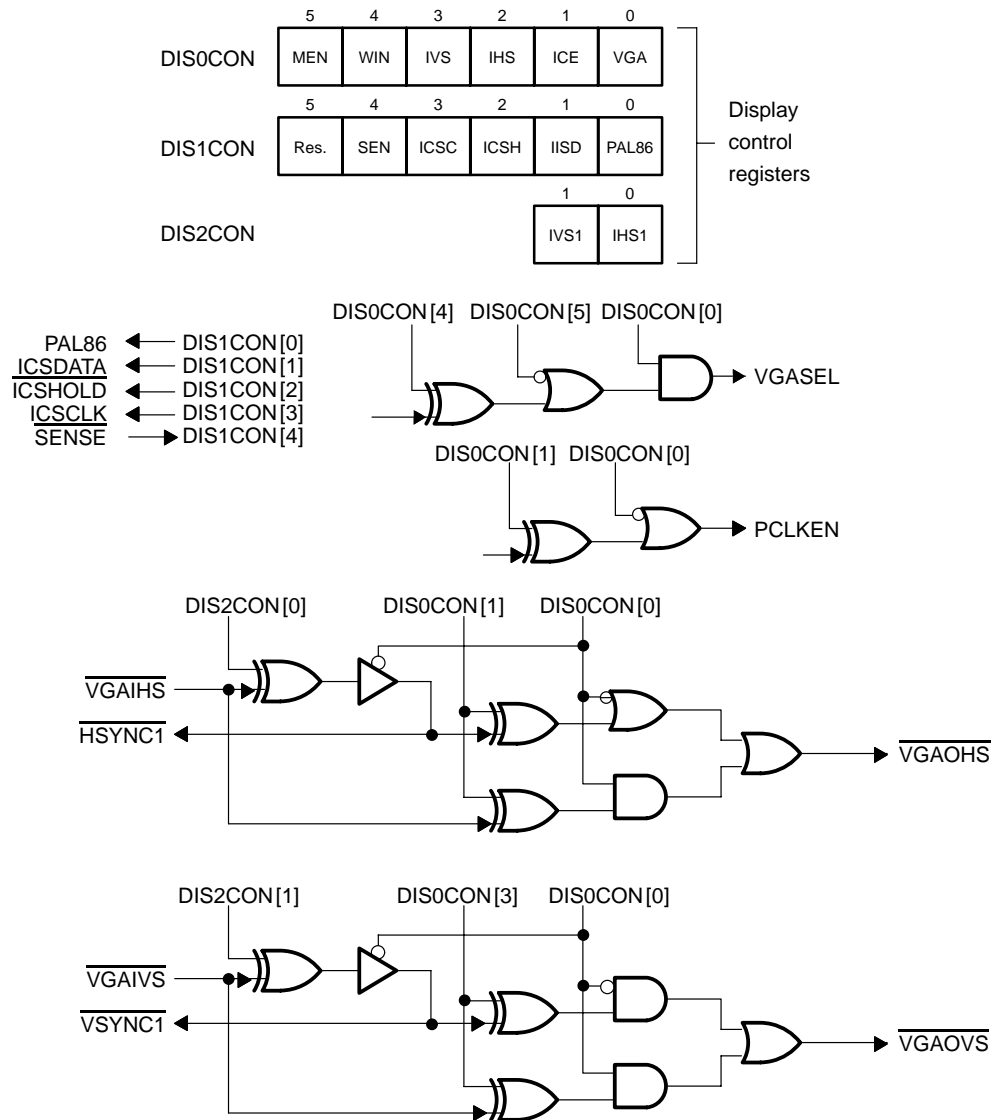 5 4 3 2 1 0
DIS0CON MEN WIN IVS IHS ICE VGA
5 4 3 2 1 0
DIS1CON Res. SEN ICSC ICSH IISD PAL86
Display
control
registers
1 0
DIS2CON IVS1 IHS1
DIS0CON[4] DIS0CON[5] DIS0CON[0]
PAL86 DIS1CON[0]
ICSDATA DIS1CON[1]
ICSHOLD DIS1CON[2]
ICSCLK DIS1CON[3]
SENSE DIS1CON[4]
VGASEL
DIS0CON[1] DIS0CON[0]
PCLKEN
DIS2CON[0] DIS0CON[1] DIS0CON[0]
VGAIHS
HSYNC1
VGAOHS
DIS2CON[1] DIS0CON[3] DIS0CON[0]
VGAIVS
VSYNC1
VGAOVS